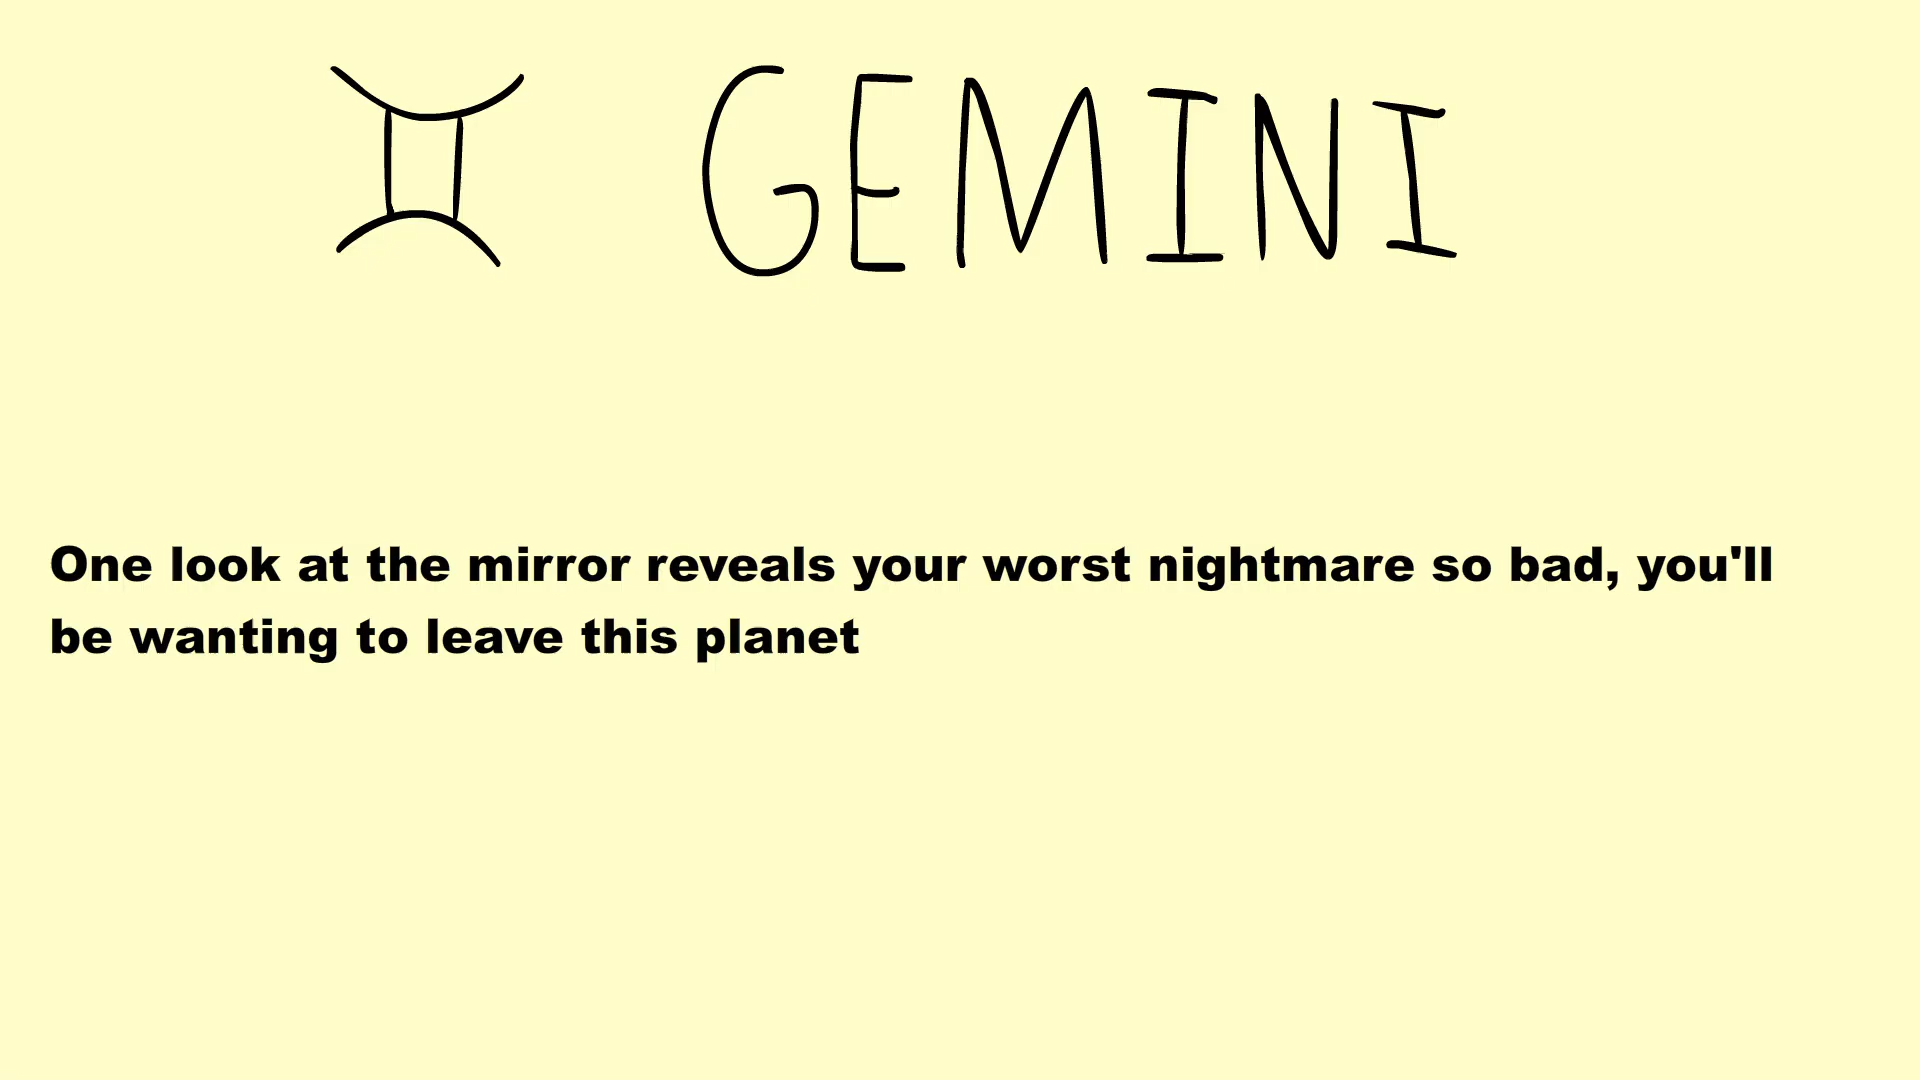 GEMINI
One look at the mirror reveals your worst nightmare so bad, you'll
be wanting to leave this planet